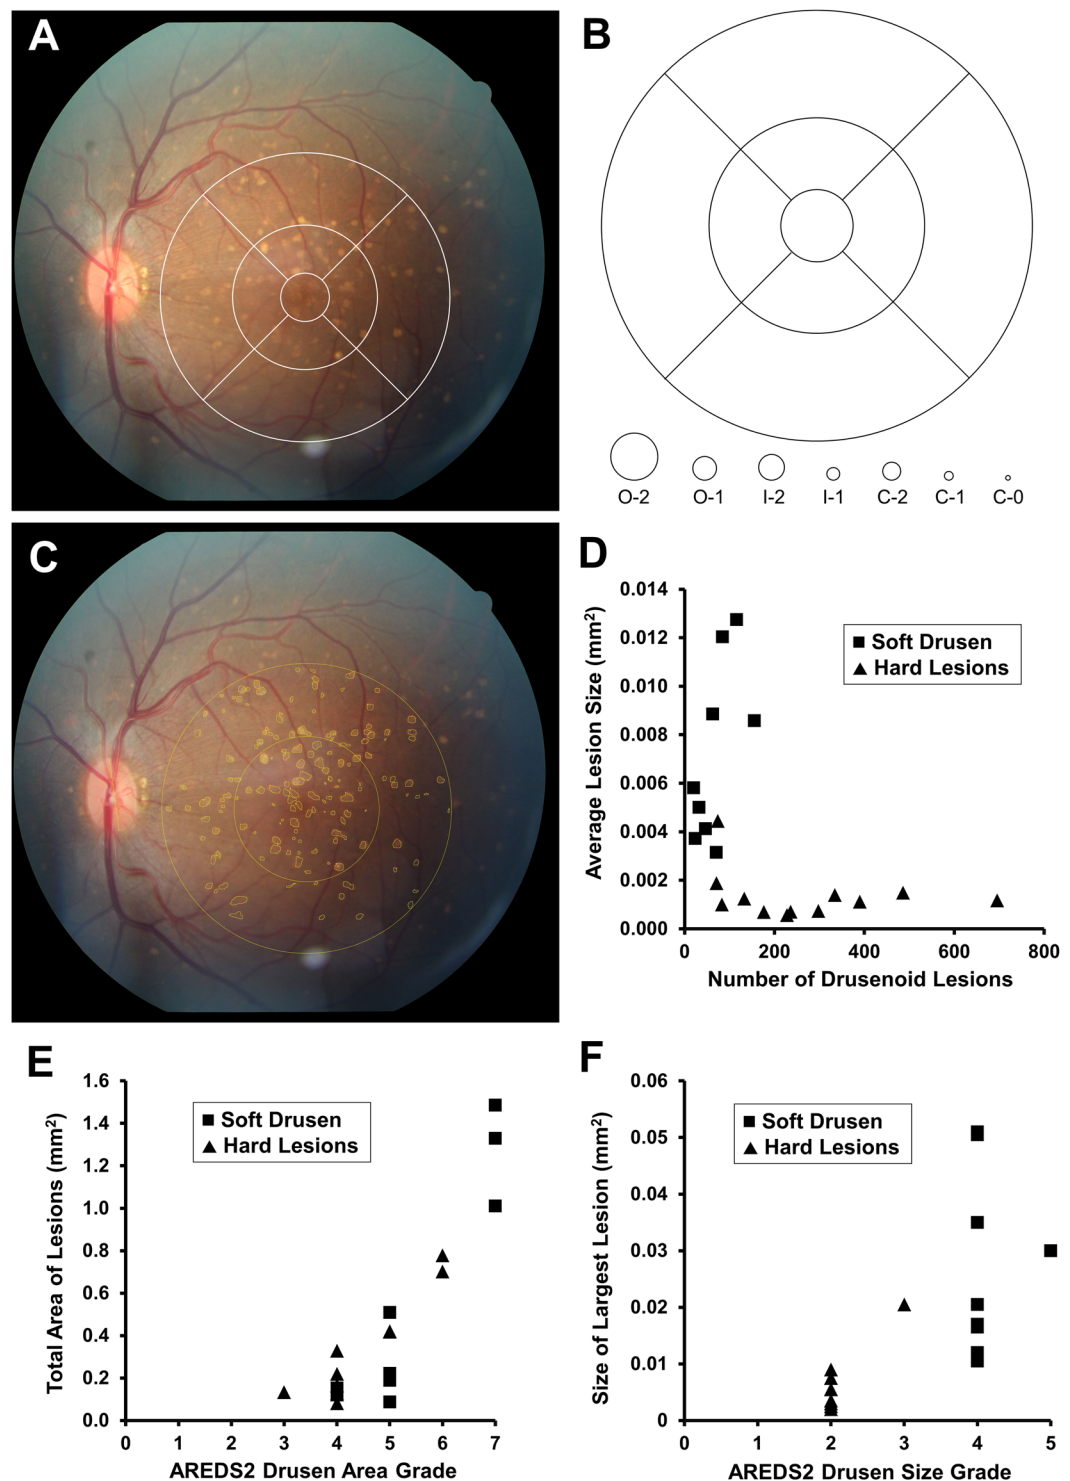 A
B
O-2 O-1 I-2 I-1 C-2 C-1 C-0
C
D
Average Lesion Size (mm²)
0.014
0.012
0.010
0.008
0.006
0.004
0.002
0.000
Soft Drusen
Hard Lesions
0 200 400 600 800
Number of Drusenoid Lesions
E
Total Area of Lesions (mm²)
1.6
1.4
1.2
1.0
0.8
0.6
0.4
0.2
0.0
Soft Drusen
Hard Lesions
0 1 2 3 4 5 6 7
AREDS2 Drusen Area Grade
F
Size of Largest Lesion (mm²)
0.06
0.05
0.04
0.03
0.02
0.01
0
Soft Drusen
Hard Lesions
0 1 2 3 4 5
AREDS2 Drusen Size Grade